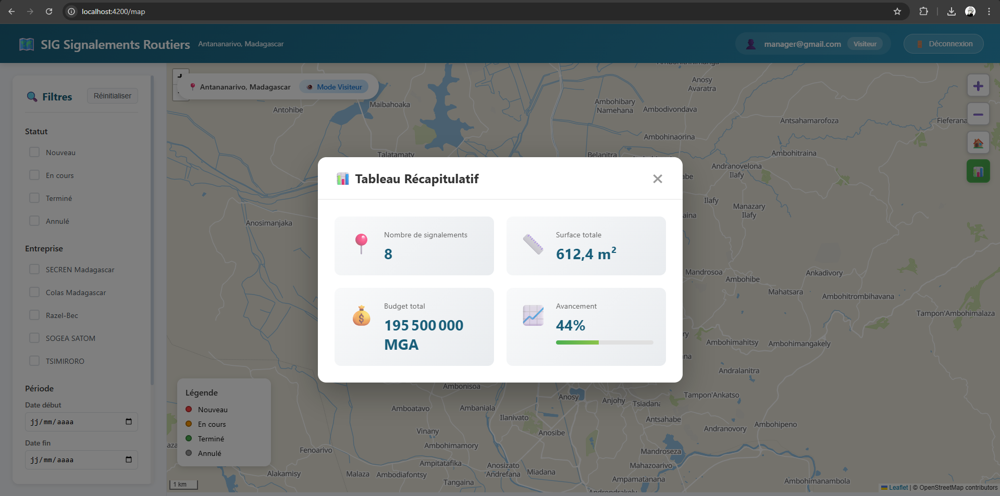 localhost:4200/map
SIG Signalements Routiers
Antananarivo, Madagascar
manager@gmail.com
Visiteur
Déconnexion
Filtres
Réinitialiser
Statut
Nouveau
En cours
Terminé
Annulé
Entreprise
SECREN Madagascar
Colas Madagascar
Razel-Bec
SOGEA SATOM
TSIMIRORO
Période
Date début
jj/mm/aaaa
Date fin
jj/mm/aaaa
Antananarivo, Madagascar
Mode Visiteur
Anosy
Avaratra
Antohibe
Maibahoaka
Ambohibary
Namehana
Ambodivondava
Antsahamarofoza
Fieferana
Ambohinaorina
Talatamaty
Belanitra
Ambohitraina
Andranovelona
Ilafy
Ilafy
Manazary
Ilafy
Anosimanjaka
Tableau Récapitulatif
Nombre de signalements
8
Surface totale
612,4 m²
Budget total
195 500 000
MGA
Avancement
44%
Mandrosoa
Ambohibe
Ankadivory
Mahatsara
Ambohitrombihavana
Tampon'Ambohimalaza
Ambohimahitsy
Ambohimangakely
Andralanitra
Ambonisoa
Anosy
Anjohy
Tsiadana
Tampon'Ankatso
Amboatavo
Ambaniala
Ilanivato
Antsahabe
Ambohipeno
Andranovory
Vinany
Anosibe
Ambohimamory
Fenoarivo
Mandroseza
Ampitatafika
Anosizato
Andrefana
Mahazoarivo
Alakamisy
Malaza
Ambodiafontsy
Miadana
Tangaina
Ampamatanana
Ambohimanambola
Androndrakely
Légende
Nouveau
En cours
Terminé
Annulé
1 km
Leaflet | © OpenStreetMap contributors